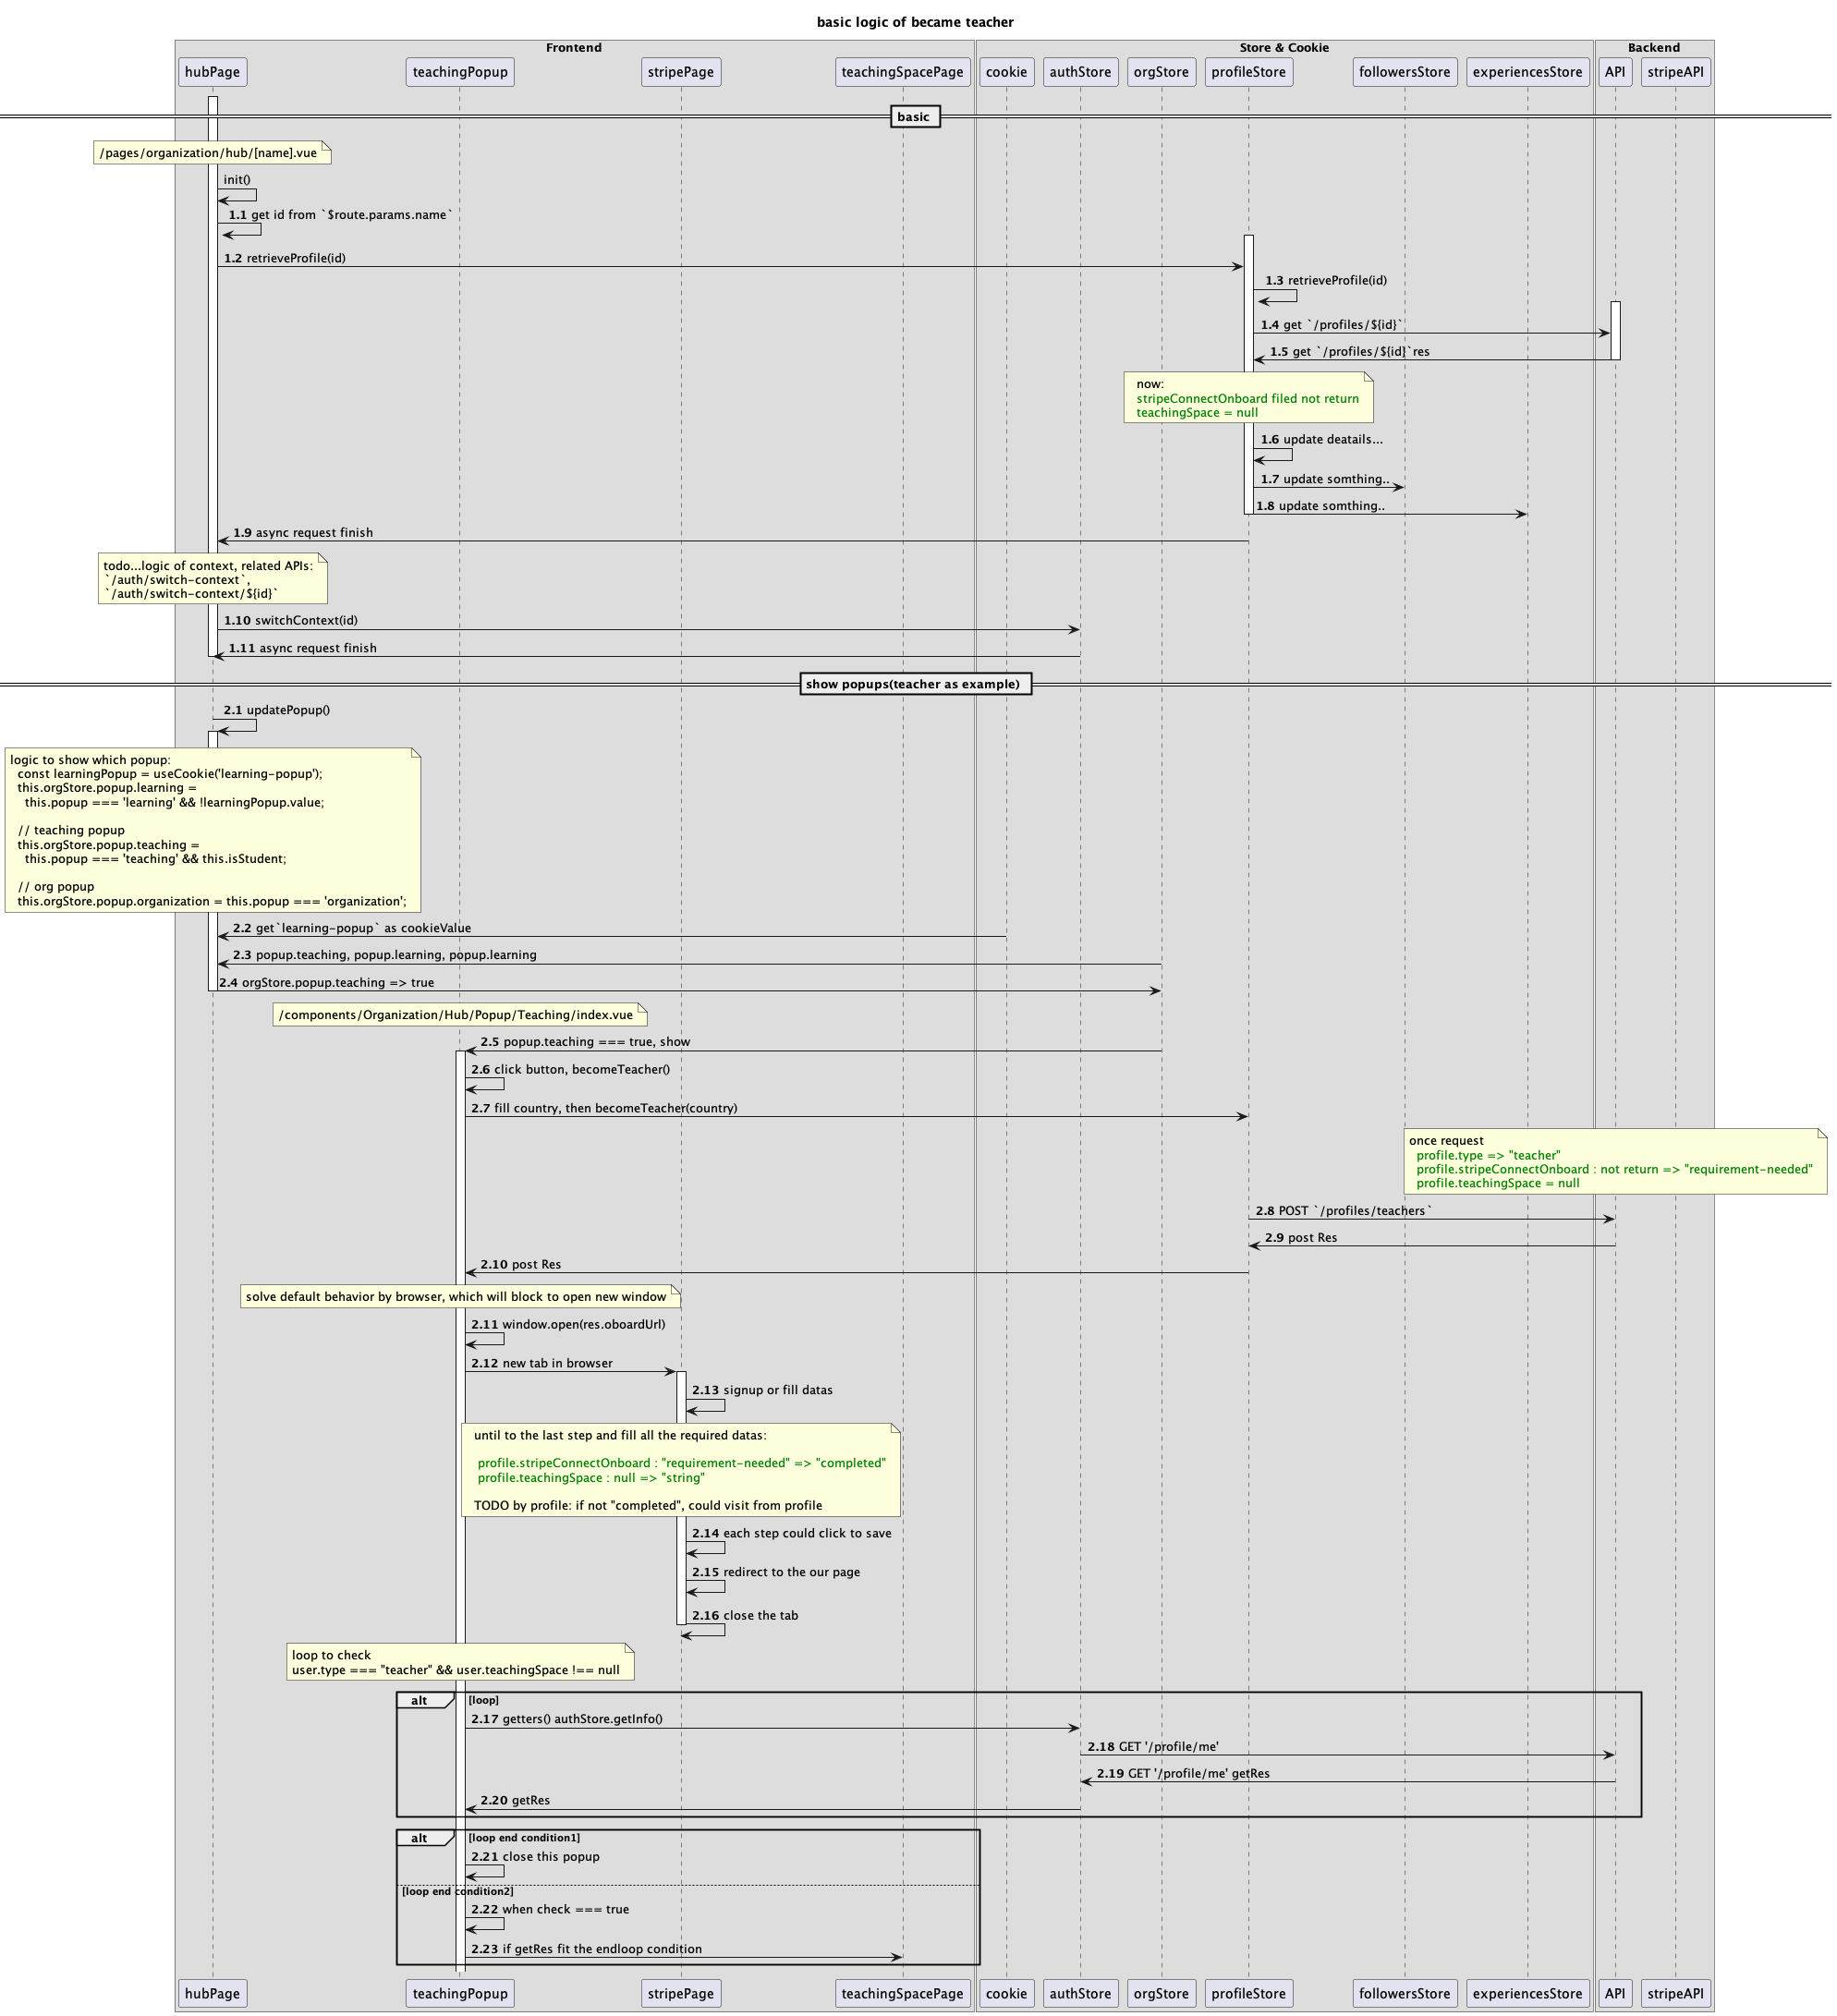 basic logic of became teacher
Frontend
Store & Cookie
Backend
hubPage
teachingPopup
stripePage
teachingSpacePage
cookie
authStore
orgStore
profileStore
followersStore
experiencesStore
API
stripeAPI
basic
/pages/organization/hub/[name].vue
init()
1.1 get id from `$route.params.name`
1.2 retrieveProfile(id)
1.3 retrieveProfile(id)
1.4 get `/profiles/${id}`
1.5 get `/profiles/${id}`res
now:
stripeConnectOnboard filed not return
teachingSpace = null
1.6 update deatails...
1.7 update somthing..
1.8 update somthing..
1.9 async request finish
todo...logic of context, related APIs:
`/auth/switch-context`,
`/auth/switch-context/${id}`
1.10 switchContext(id)
1.11 async request finish
show popups(teacher as example)
2.1 updatePopup()
logic to show which popup:
const learningPopup = useCookie('learning-popup');
this.orgStore.popup.learning =
this.popup === 'learning' && !learningPopup.value;
// teaching popup
this.orgStore.popup.teaching =
this.popup === 'teaching' && this.isStudent;
// org popup
this.orgStore.popup.organization = this.popup === 'organization';
2.2 get`learning-popup` as cookieValue
2.3 popup.teaching, popup.learning, popup.learning
2.4 orgStore.popup.teaching => true
/components/Organization/Hub/Popup/Teaching/index.vue
2.5 popup.teaching === true, show
2.6 click button, becomeTeacher()
2.7 fill country, then becomeTeacher(country)
once request
profile.type => "teacher"
profile.stripeConnectOnboard : not return => "requirement-needed"
profile.teachingSpace = null
2.8 POST `/profiles/teachers`
2.9 post Res
2.10 post Res
solve default behavior by browser, which will block to open new window
2.11 window.open(res.oboardUrl)
2.12 new tab in browser
2.13 signup or fill datas
until to the last step and fill all the required datas:
profile.stripeConnectOnboard : "requirement-needed" => "completed"
profile.teachingSpace : null => "string"
TODO by profile: if not "completed", could visit from profile
2.14 each step could click to save
2.15 redirect to the our page
2.16 close the tab
loop to check
user.type === "teacher" && user.teachingSpace !== null
alt [loop]
2.17 getters() authStore.getInfo()
2.18 GET '/profile/me'
2.19 GET '/profile/me' getRes
2.20 getRes
alt [loop end condition1]
2.21 close this popup
[loop end condition2]
2.22 when check === true
2.23 if getRes fit the endloop condition
hubPage
teachingPopup
stripePage
teachingSpacePage
cookie
authStore
orgStore
profileStore
followersStore
experiencesStore
API
stripeAPI